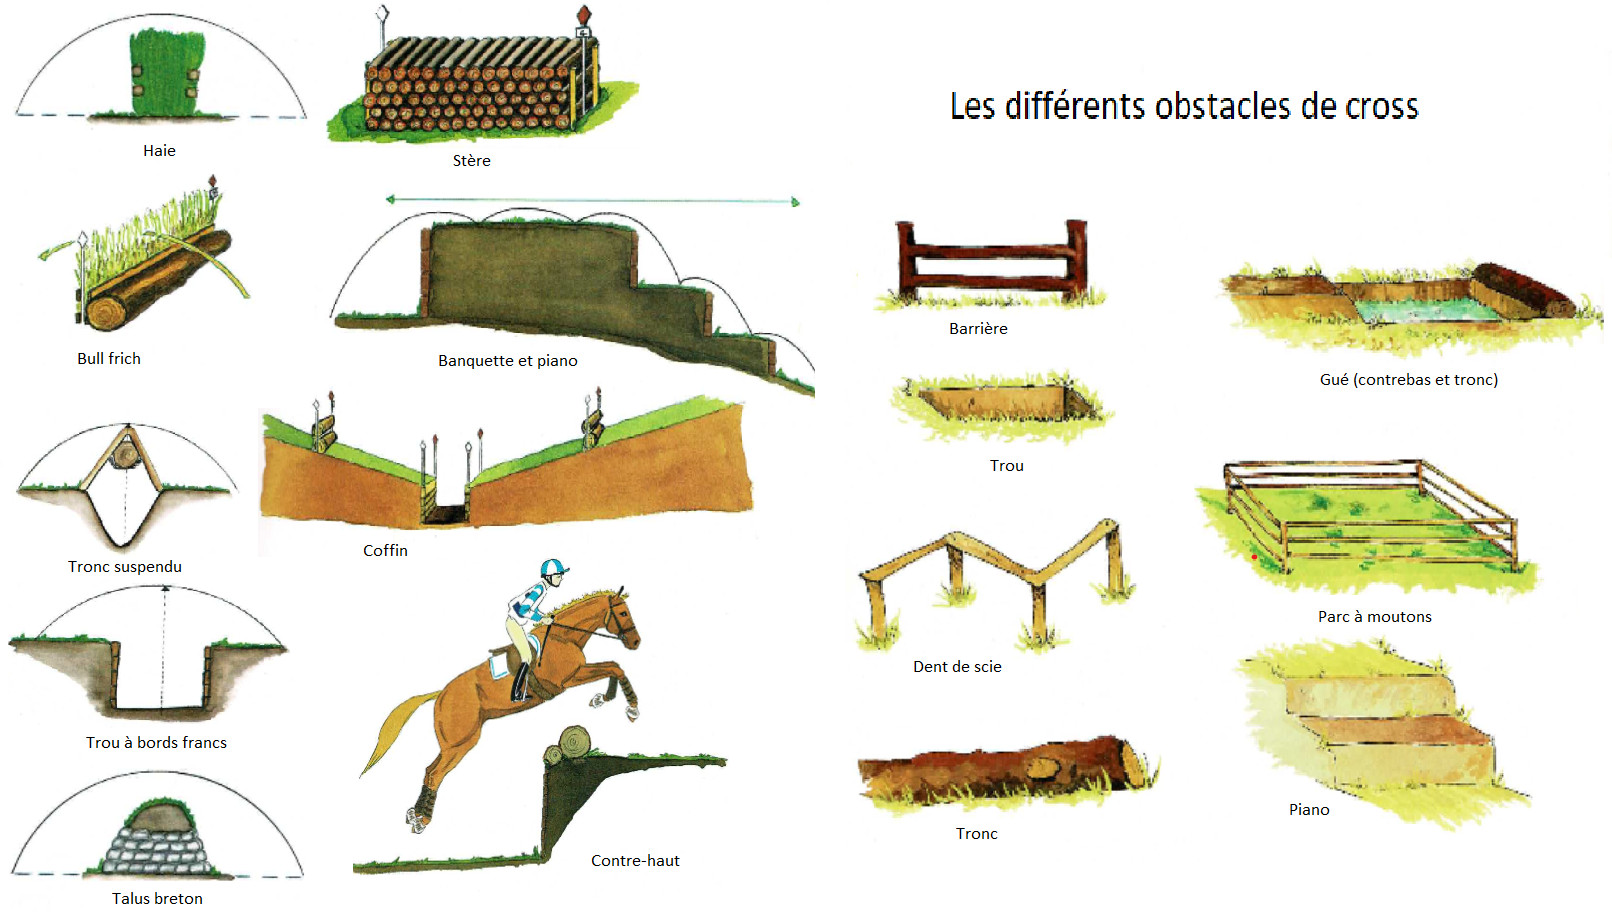 Les différents obstacles de cross
Haie
Stère
Bull frich
Banquette et piano
Barrière
Gué (contrebas et tronc)
Trou
Tronc suspendu
Coffin
Parc à moutons
Dent de scie
Trou à bords francs
Piano
Tronc
Contre-haut
Talus breton